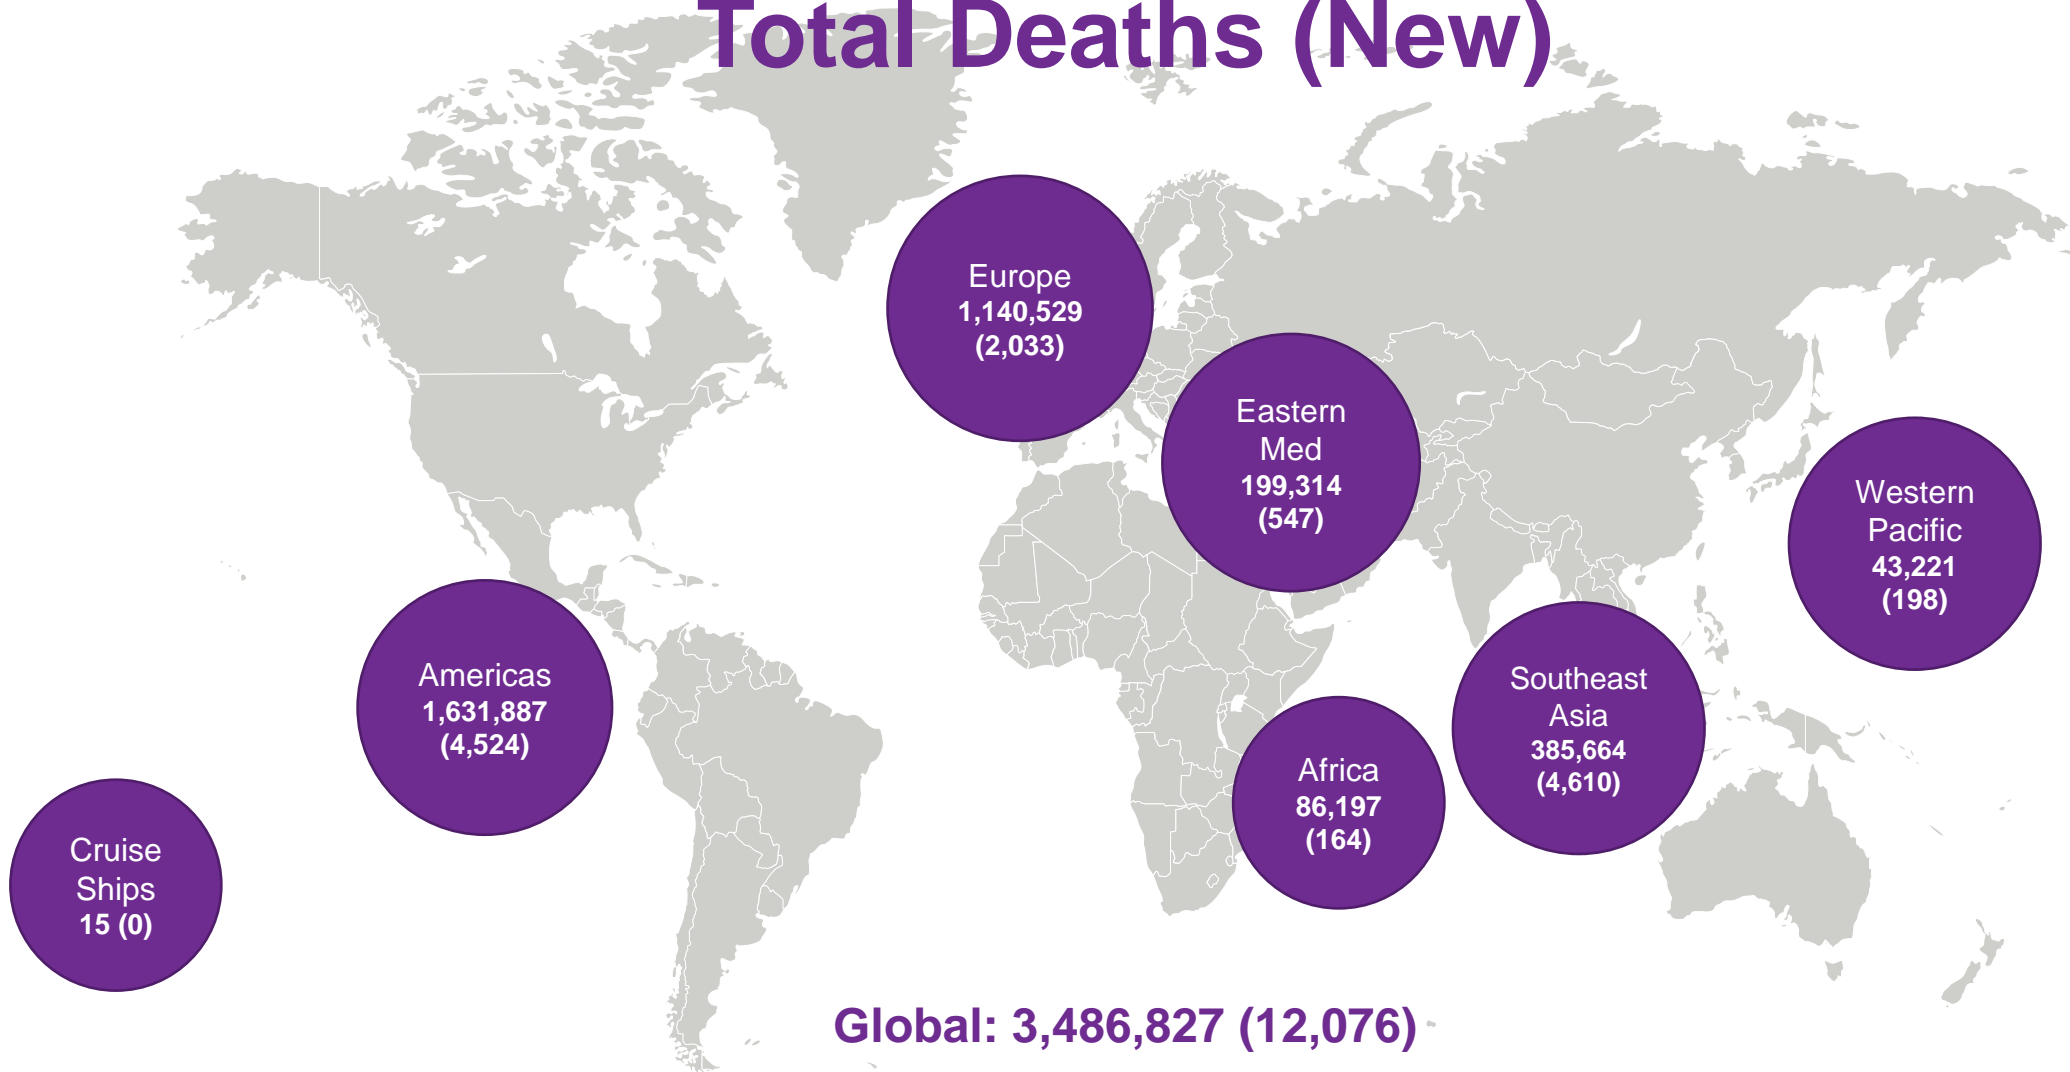 Total Deaths (New)
Europe
1,140,529
(2,033)
Eastern
Med
199,314
(547)
Western
Pacific
43,221
(198)
Americas
1,631,887
(4,524)
Southeast
Asia
385,664
(4,610)
Africa
86,197
(164)
Cruise
Ships
15 (0)
Global: 3,486,827 (12,076)